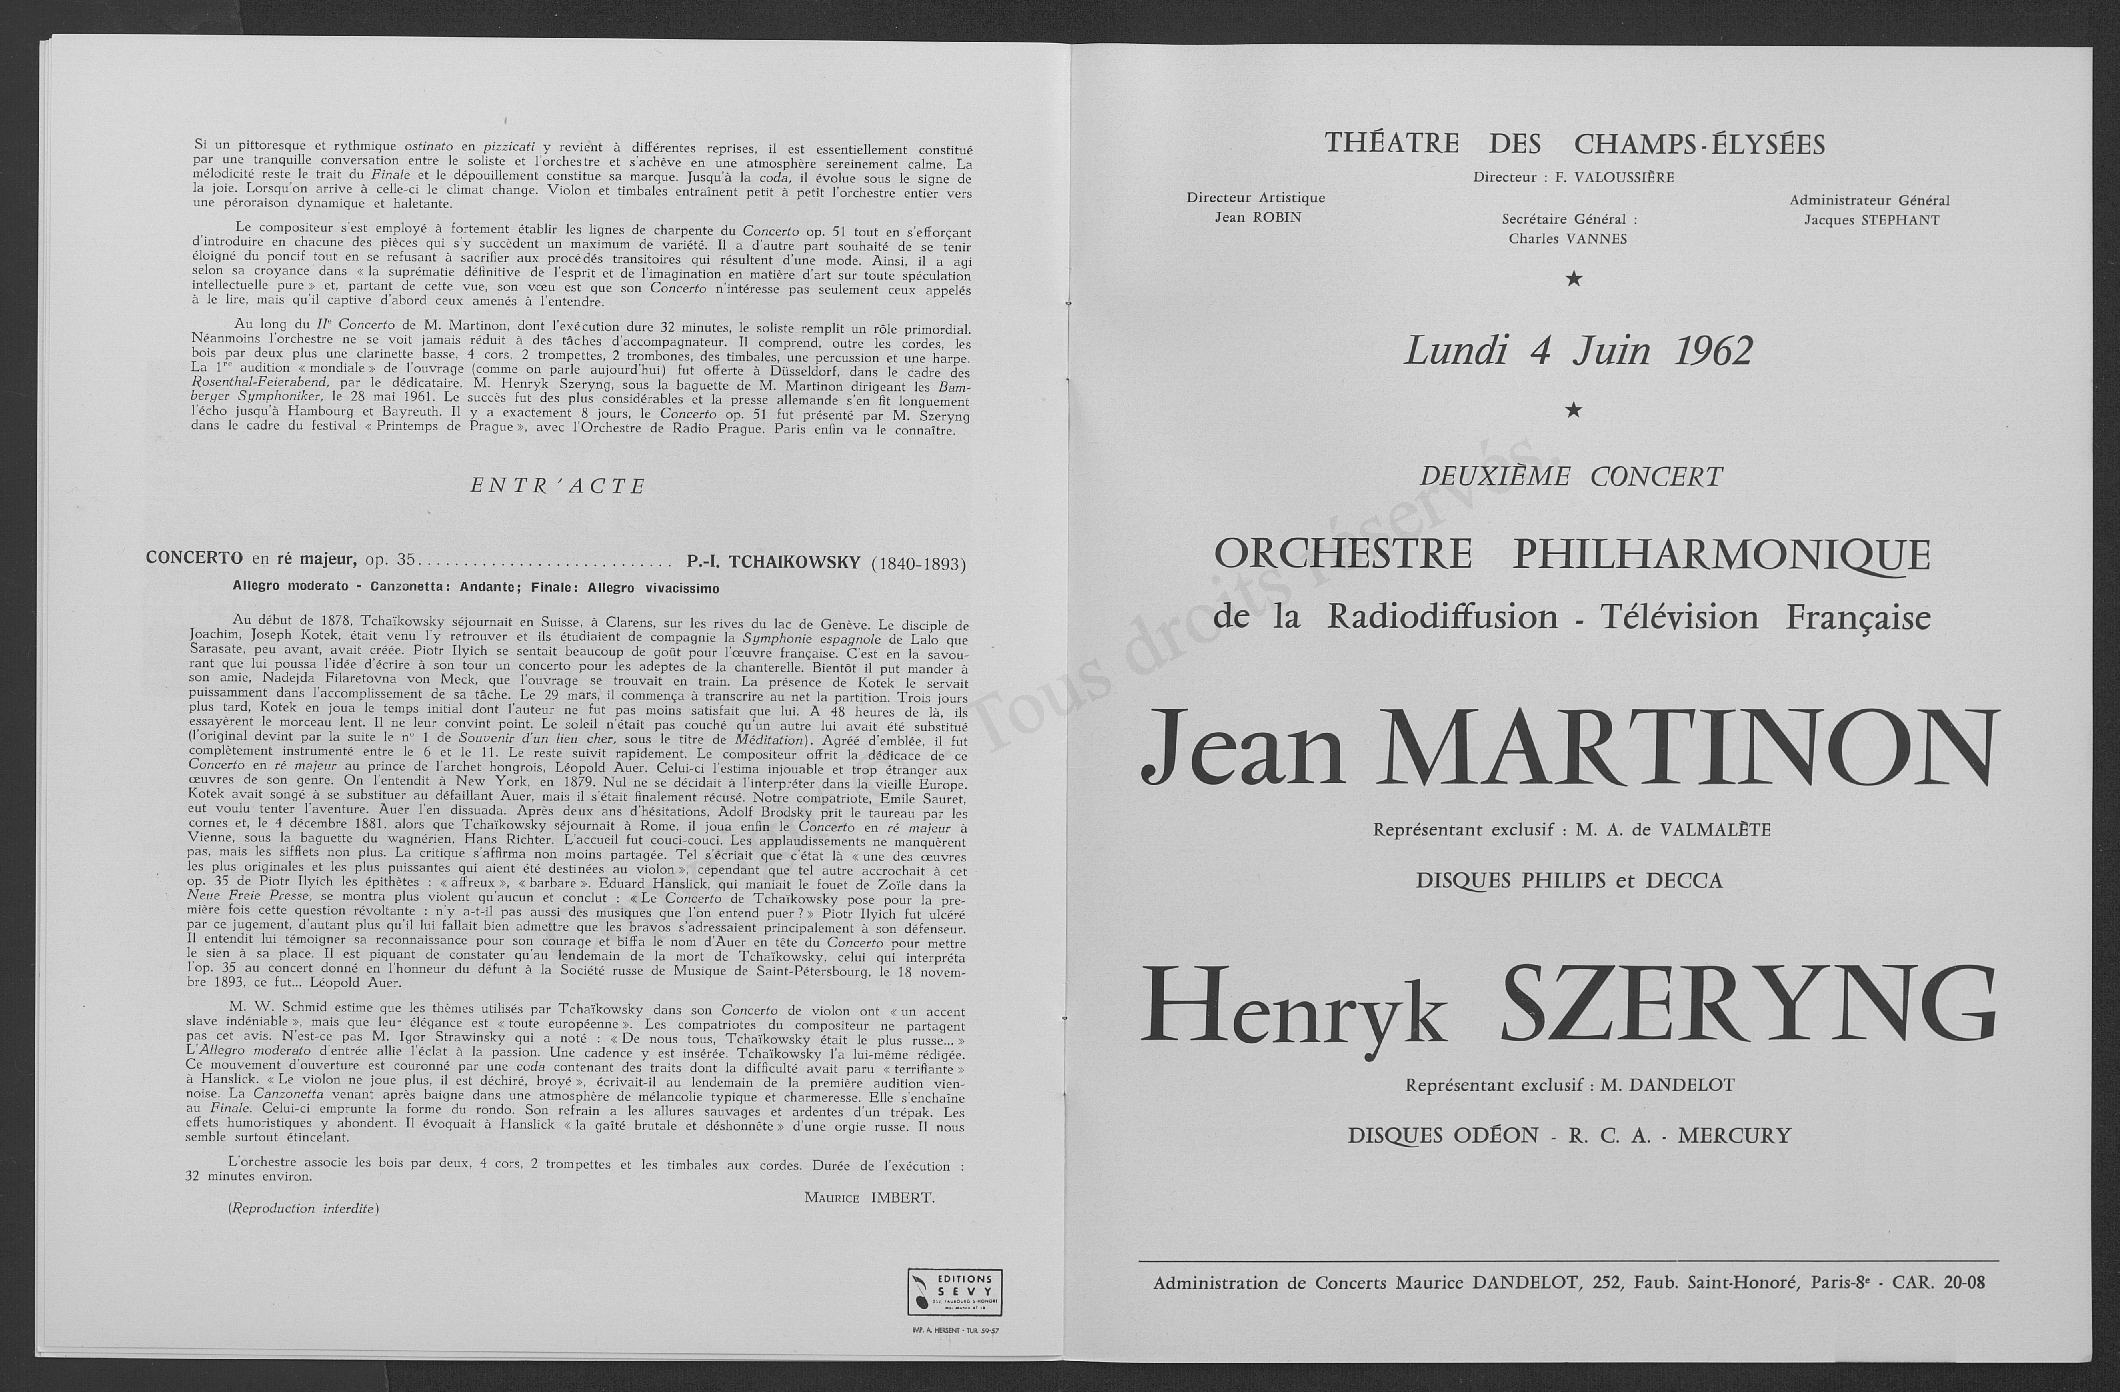 Si un pittoresque et rythmique ostinato en pizzicati y revient à différentes reprises, il est essentiellement constitué
par une tranquille conversation entre le soliste et l'orchestre et s'achève en une atmosphère sereinement calme. La
mélodicité reste le trait du Finale et le dépouillement constitue sa marque. Jusqu'à la coda, il évolue sous le signe de
la joie. Lorsqu'on arrive à celle-ci le climat change. Violon et timbales entraînent petit à petit l'orchestre entier vers
une péroraison dynamique et haletante.
Le compositeur s'est employé à fortement établir les lignes de charpente du Concerto op. 51 tout en s'efforçant
d'introduire en chacune des pièces qui s'y succèdent un maximum de variété. Il a d'autre part souhaité de se tenir
éloigné du poncif tout en se refusant à sacrifier aux procédés transitoires qui résultent d'une mode. Ainsi, il a agi
selon sa croyance dans « la suprématie définitive de l'esprit et de l'imagination en matière d'art sur toute spéculation
intellectuelle pure » et, partant de cette vue, son vœu est que son Concerto n'intéresse pas seulement ceux appelés
à le lire, mais qu'il captive d'abord ceux amenés à l'entendre.
Au long du IIe Concerto de M. Martinon, dont l'exécution dure 32 minutes, le soliste remplit un rôle primordial.
Néanmoins l'orchestre ne se voit jamais réduit à des tâches d'accompagnateur. Il comprend, outre les cordes, les
bois par deux plus une clarinette basse, 4 cors, 2 trompettes, 2 trombones, des timbales, une percussion et une harpe.
La 1re audition « mondiale » de l'ouvrage (comme on parle aujourd'hui) fut offerte à Düsseldorf, dans le cadre des
Rosenthal-Feierabend, par le dédicataire, M. Henryk Szeryng, sous la baguette de M. Martinon dirigeant les Bam-
berger Symphoniker, le 28 mai 1961. Le succès fut des plus considérables et la presse allemande s'en fit longuement
l'écho jusqu'à Hambourg et Bayreuth. Il y a exactement 8 jours, le Concerto op. 51 fut présenté par M. Szeryng
dans le cadre du festival « Printemps de Prague », avec l'Orchestre de Radio Prague. Paris enfin va le connaître.
ENTR'ACTE
CONCERTO en ré majeur, op. 35............................ P.-I. TCHAIKOWSKY (1840-1893)
Allegro moderato - Canzonetta: Andante; Finale: Allegro vivacissimo
Au début de 1878, Tchaïkowsky séjournait en Suisse, à Clarens, sur les rives du lac de Genève. Le disciple de
Joachim, Joseph Kotek, était venu l'y retrouver et ils étudiaient de compagnie la Symphonie espagnole de Lalo que
Sarasate, peu avant, avait créée. Piotr Ilyich se sentait beaucoup de goût pour l'œuvre française. C'est en la savou-
rant que lui poussa l'idée d'écrire à son tour un concerto pour les adeptes de la chanterelle. Bientôt il put mander à
son amie, Nadejda Filaretovna von Meck, que l'ouvrage se trouvait en train. La présence de Kotek le servait
puissamment dans l'accomplissement de sa tâche. Le 29 mars, il commença à transcrire au net la partition. Trois jours
plus tard, Kotek en joua le temps initial dont l'auteur ne fut pas moins satisfait que lui. A 48 heures de là, ils
essayèrent le morceau lent. Il ne leur convint point. Le soleil n'était pas couché qu'un autre lui avait été substitué
(l'original devint par la suite le n° 1 de Souvenir d'un lieu cher, sous le titre de Méditation). Agréé d'emblée, il fut
complètement instrumenté entre le 6 et le 11. Le reste suivit rapidement. Le compositeur offrit la dédicace de ce
Concerto en ré majeur au prince de l'archet hongrois, Léopold Auer. Celui-ci l'estima injouable et trop étranger aux
œuvres de son genre. On l'entendit à New York, en 1879. Nul ne se décidait à l'interpréter dans la vieille Europe.
Kotek avait songé à se substituer au défaillant Auer, mais il s'était finalement récusé. Notre compatriote, Emile Sauret,
eut voulu tenter l'aventure. Auer l'en dissuada. Après deux ans d'hésitations, Adolf Brodsky prit le taureau par les
cornes et, le 4 décembre 1881, alors que Tchaïkowsky séjournait à Rome, il joua enfin le Concerto en ré majeur à
Vienne, sous la baguette du wagnérien, Hans Richter. L'accueil fut couci-couci. Les applaudissements ne manquèrent
pas, mais les sifflets non plus. La critique s'affirma non moins partagée. Tel s'écriait que c'était là « une des œuvres
les plus originales et les plus puissantes qui aient été destinées au violon », cependant que tel autre accrochait à cet
op. 35 de Piotr Ilyich les épithètes : « affreux », « barbare ». Eduard Hanslick, qui maniait le fouet de Zoïle dans la
Neue Freie Presse, se montra plus violent qu'aucun et conclut : « Le Concerto de Tchaïkowsky pose pour la pre-
mière fois cette question révoltante : n'y a-t-il pas aussi des musiques que l'on entend puer ? » Piotr Ilyich fut ulcéré
par ce jugement, d'autant plus qu'il lui fallait bien admettre que les bravos s'adressaient principalement à son défenseur.
Il entendit lui témoigner sa reconnaissance pour son courage et biffa le nom d'Auer en tête du Concerto pour mettre
le sien à sa place. Il est piquant de constater qu'au lendemain de la mort de Tchaïkowsky, celui qui interpréta
l'op. 35 au concert donné en l'honneur du défunt à la Société russe de Musique de Saint-Pétersbourg, le 18 novem-
bre 1893, ce fut... Léopold Auer.
M. W. Schmid estime que les thèmes utilisés par Tchaïkowsky dans son Concerto de violon ont « un accent
slave indéniable », mais que leur élégance est « toute européenne ». Les compatriotes du compositeur ne partagent
pas cet avis. N'est-ce pas M. Igor Strawinsky qui a noté : « De nous tous, Tchaïkowsky était le plus russe... »
L'Allegro moderato d'entrée allie l'éclat à la passion. Une cadence y est insérée. Tchaïkowsky l'a lui-même rédigée.
Ce mouvement d'ouverture est couronné par une coda contenant des traits dont la difficulté avait paru « terrifiante »
à Hanslick. « Le violon ne joue plus, il est déchiré, broyé », écrivait-il au lendemain de la première audition vien-
noise. La Canzonetta venant après baigne dans une atmosphère de mélancolie typique et charmeresse. Elle s'enchaîne
au Finale. Celui-ci emprunte la forme du rondo. Son refrain a les allures sauvages et ardentes d'un trépak. Les
effets humoristiques y abondent. Il évoquait à Hanslick « la gaîté brutale et déshonnête » d'une orgie russe. Il nous
semble surtout étincelant.
L'orchestre associe les bois par deux, 4 cors, 2 trompettes et les timbales aux cordes. Durée de l'exécution :
32 minutes environ.
MAURICE IMBERT.
(Reproduction interdite)
EDITIONS
SEVY
IMP. A. HERSENT - TUR. 59-57
THÉATRE DES CHAMPS-ÉLYSÉES
Directeur : F. VALOUSSIÈRE
Directeur Artistique
Jean ROBIN
Secrétaire Général :
Charles VANNES
Administrateur Général
Jacques STEPHANT
Lundi 4 Juin 1962
DEUXIÈME CONCERT
ORCHESTRE PHILHARMONIQUE
de la Radiodiffusion - Télévision Française
Jean MARTINON
Représentant exclusif : M. A. de VALMALÈTE
DISQUES PHILIPS et DECCA
Henryk SZERYNG
Représentant exclusif : M. DANDELOT
DISQUES ODÉON - R. C. A. - MERCURY
Administration de Concerts Maurice DANDELOT, 252, Faub. Saint-Honoré, Paris-8e - CAR. 20-08
Tous droits réservés.